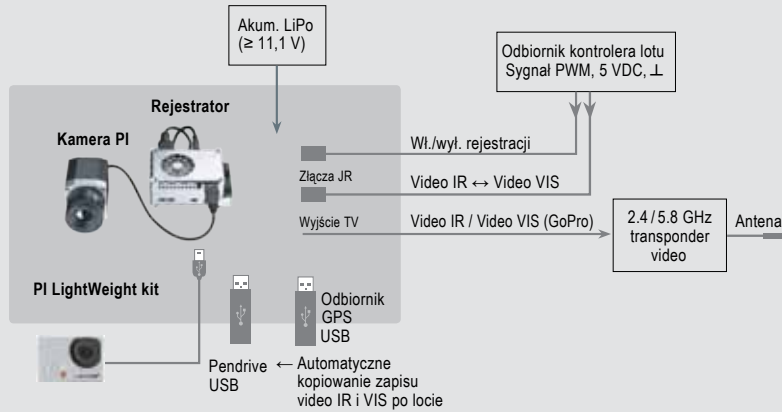 Akum. LiPo
(≥ 11,1 V)
Odbiornik kontrolera lotu
Sygnał PWM, 5 VDC, ⊥
Rejestrator
Kamera PI
Wł./wył. rejestracji
Złącza JR
Video IR ↔ Video VIS
Wyjście TV
Video IR / Video VIS (GoPro)
2.4 / 5.8 GHz
transponder
video
Antena
PI LightWeight kit
Odbiornik
GPS
USB
Pendrive
USB
← Automatyczne
kopiowanie zapisu
video IR i VIS po locie